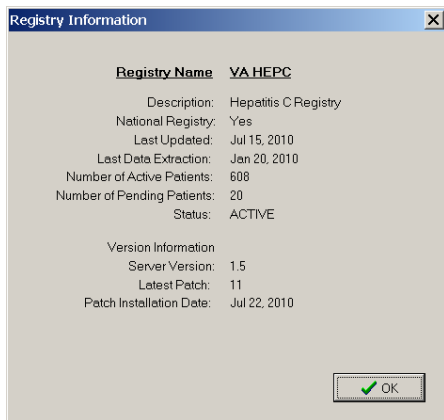 Registry Information
Registry Name VA HEPC
Description: Hepatitis C Registry
National Registry: Yes
Last Updated: Jul 15, 2010
Last Data Extraction: Jan 20, 2010
Number of Active Patients: 608
Number of Pending Patients: 20
Status: ACTIVE
Version Information
Server Version: 1.5
Latest Patch: 11
Patch Installation Date: Jul 22, 2010
OK